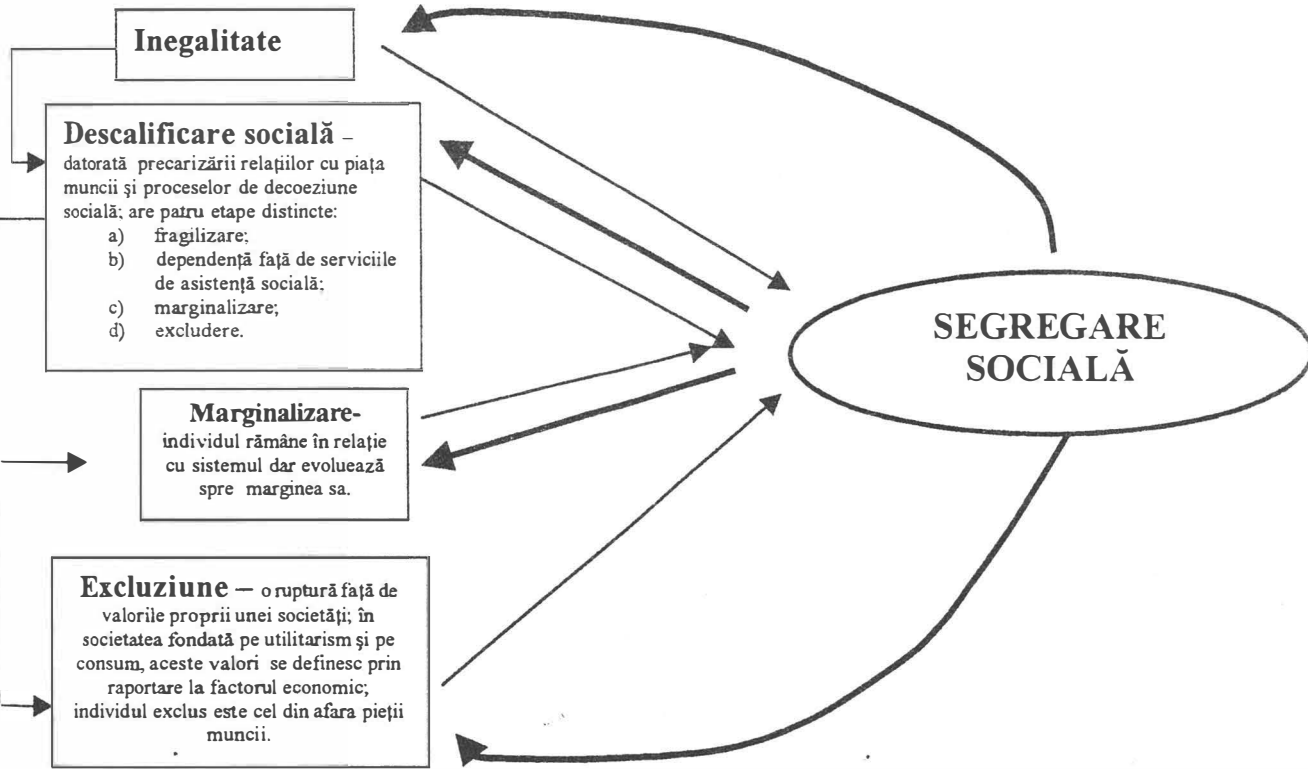 Inegalitate
Descalificare socială –
datorată precarizării relațiilor cu piața
muncii și proceselor de decoeziune
socială; are patru etape distincte:
a) fragilizare;
b) dependență față de serviciile
de asistență socială;
c) marginalizare;
d) excludere.
SEGREGARE
SOCIALĂ
Marginalizare-
individul rămâne în relație
cu sistemul dar evoluează
spre marginea sa.
Excluziune – o ruptură față de
valorile proprii unei societăți; în
societatea fondată pe utilitarism și pe
consum, aceste valori se definesc prin
raportare la factorul economic;
individul exclus este cel din afara pieții
muncii.